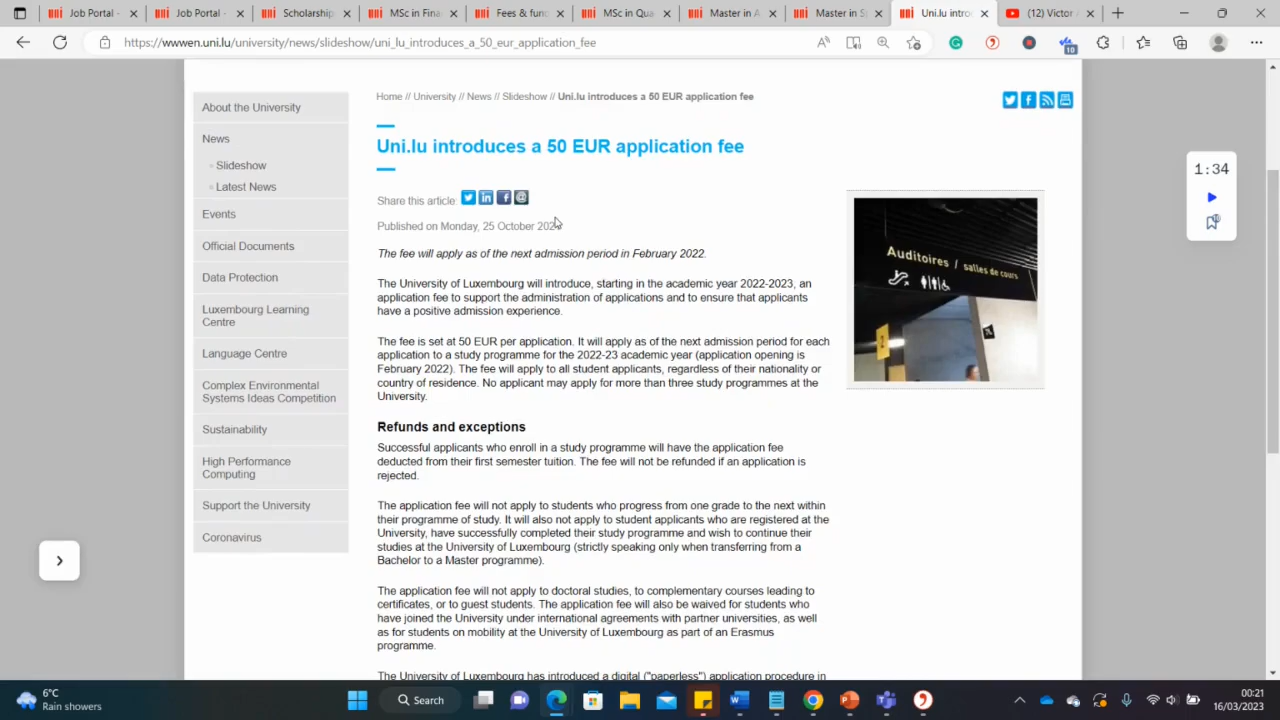 Job Portal -
Job Portal -
Scholarship
MSc in Fina
Fees & fun
MSc in Qua
Master in A
Master in S
Uni.lu intro
(12) Victor
https://wwwen.uni.lu/university/news/slideshow/uni_lu_introduces_a_50_eur_application_fee
10
About the University
News
Slideshow
Latest News
Events
Official Documents
Data Protection
Luxembourg Learning
Centre
Language Centre
Complex Environmental
Systems Ideas Competition
Sustainability
High Performance
Computing
Support the University
Coronavirus
Home // University // News // Slideshow // Uni.lu introduces a 50 EUR application fee
Uni.lu introduces a 50 EUR application fee
Share this article:
Published on Monday, 25 October
The fee will apply as of the next admission period in February 2022.
The University of Luxembourg will introduce, starting in the academic year 2022-2023, an
application fee to support the administration of applications and to ensure that applicants
have a positive admission experience.
The fee is set at 50 EUR per application. It will apply as of the next admission period for each
application to a study programme for the 2022-23 academic year (application opening is
February 2022). The fee will apply to all student applicants, regardless of their nationality or
country of residence. No applicant may apply for more than three study programmes at the
University.
Refunds and exceptions
Successful applicants who enroll in a study programme will have the application fee
deducted from their first semester tuition. The fee will not be refunded if an application is
rejected.
The application fee will not apply to students who progress from one grade to the next within
their programme of study. It will also not apply to student applicants who are registered at the
University, have successfully completed their study programme and wish to continue their
studies at the University of Luxembourg (strictly speaking only when transferring from a
Bachelor to a Master programme).
The application fee will not apply to doctoral studies, to complementary courses leading to
certificates, or to guest students. The application fee will also be waived for students who
have joined the University under international agreements with partner universities, as well
as for students on mobility at the University of Luxembourg as part of an Erasmus
programme.
The University of Luxembourg has introduced a digital ("paperless") application procedure in
Auditoires / salles de cours
1:34
6°C
Rain showers
Search
00:21
16/03/2023